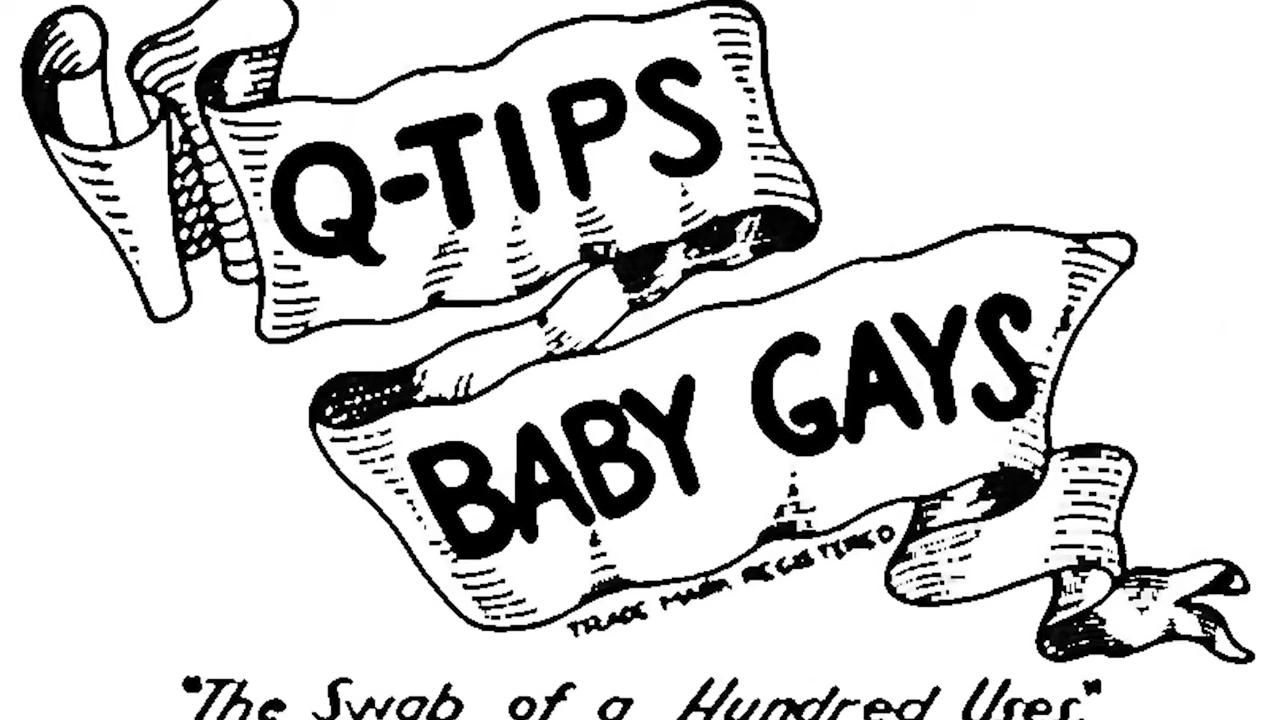 Q-TIPS
BABY GAYS
TRADE MARK REGISTERED
"The Swab of a Hundred Uses."